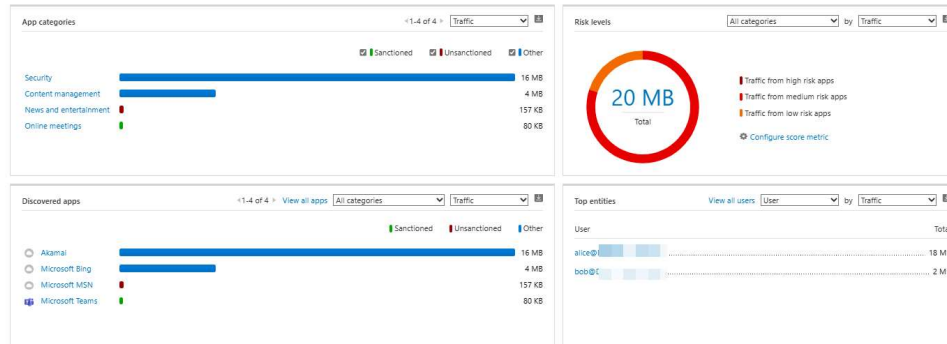 App categories
1-4 of 4
Traffic
Sanctioned
Unsanctioned
Other
Security
16 MB
Content management
4 MB
News and entertainment
157 KB
Online meetings
80 KB
Risk levels
All categories
by
Traffic
20 MB
Total
Traffic from high risk apps
Traffic from medium risk apps
Traffic from low risk apps
Configure score metric
Discovered apps
1-4 of 4
View all apps
All categories
Traffic
Sanctioned
Unsanctioned
Other
Akamai
16 MB
Microsoft Bing
4 MB
Microsoft MSN
157 KB
Microsoft Teams
80 KB
Top entities
View all users
User
by
Traffic
User
Tota
alice@
18 M
bob@
2 M